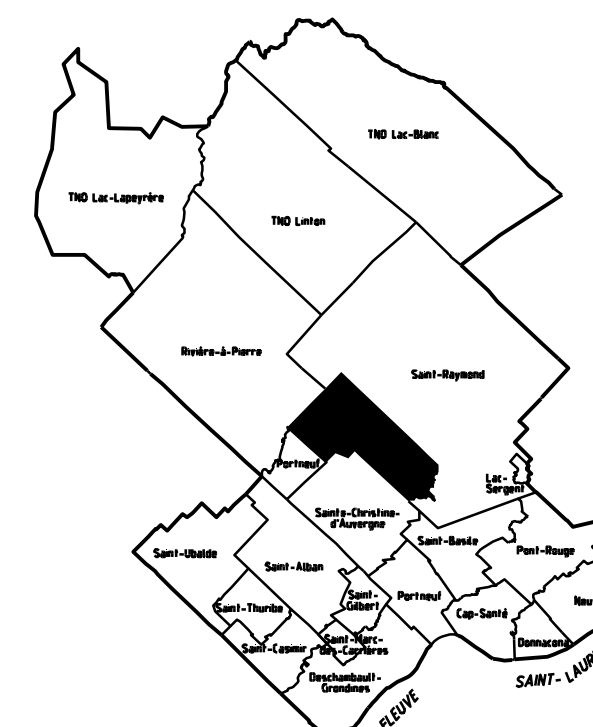 TNO Lac-Blanc
TNO Lac-Lapeyrère
TNO Linton
Rivière-à-Pierre
Saint-Raymond
Portneuf
Lac-
Sergent
Sainte-Christine-
d'Auvergne
Saint-Basile
Pont-Rouge
Saint-Ubalde
Saint-Alban
Saint-
Gilbert
Portneuf
Neu
Saint-Thuribe
Cap-Santé
Saint-Casimir
Saint-Marc-
des-Carrières
Donnacona
Deschambault-
Grondines
FLEUVE
SAINT-LAUR